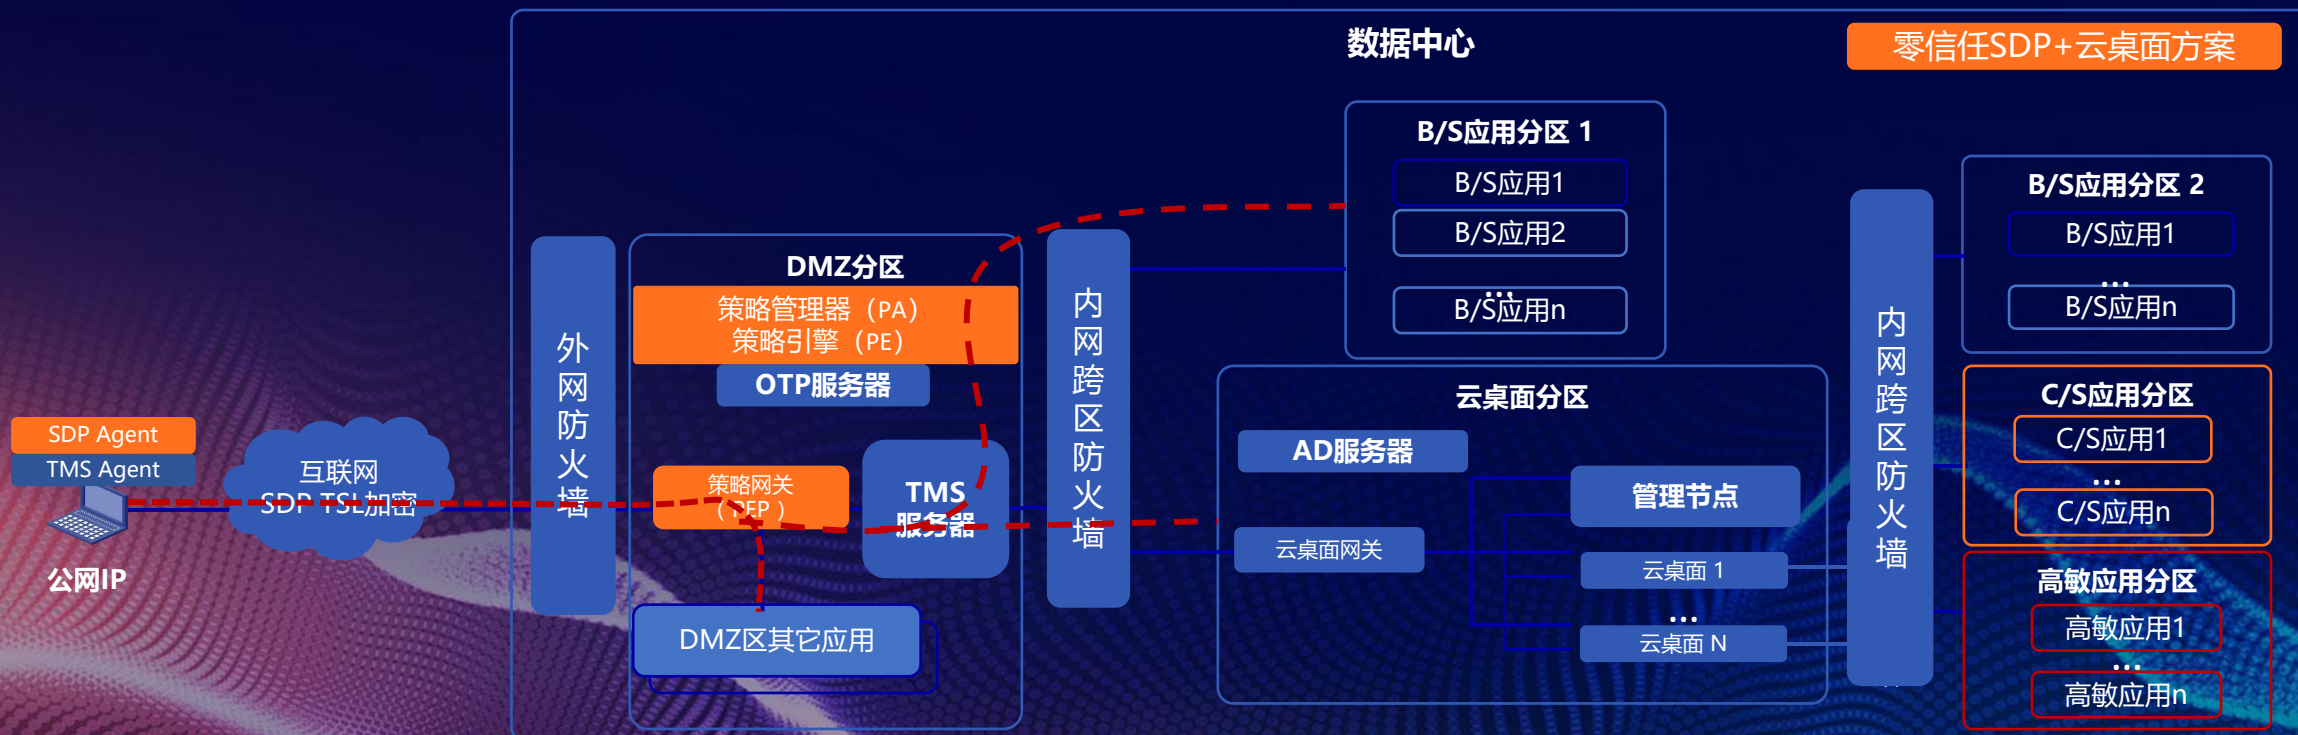 数据中心
零信任SDP+云桌面方案
SDP Agent
TMS Agent
公网IP
互联网
SDP TSL加密
外网防火墙
DMZ分区
策略管理器（PA）
策略引擎（PE）
OTP服务器
策略网关
（PEP）
TMS
服务器
DMZ区其它应用
内网跨区防火墙
B/S应用分区 1
B/S应用1
B/S应用2
...
B/S应用n
云桌面分区
AD服务器
管理节点
云桌面网关
云桌面 1
...
云桌面 N
内网跨区防火墙
B/S应用分区 2
B/S应用1
...
B/S应用n
C/S应用分区
C/S应用1
...
C/S应用n
高敏应用分区
高敏应用1
...
高敏应用n